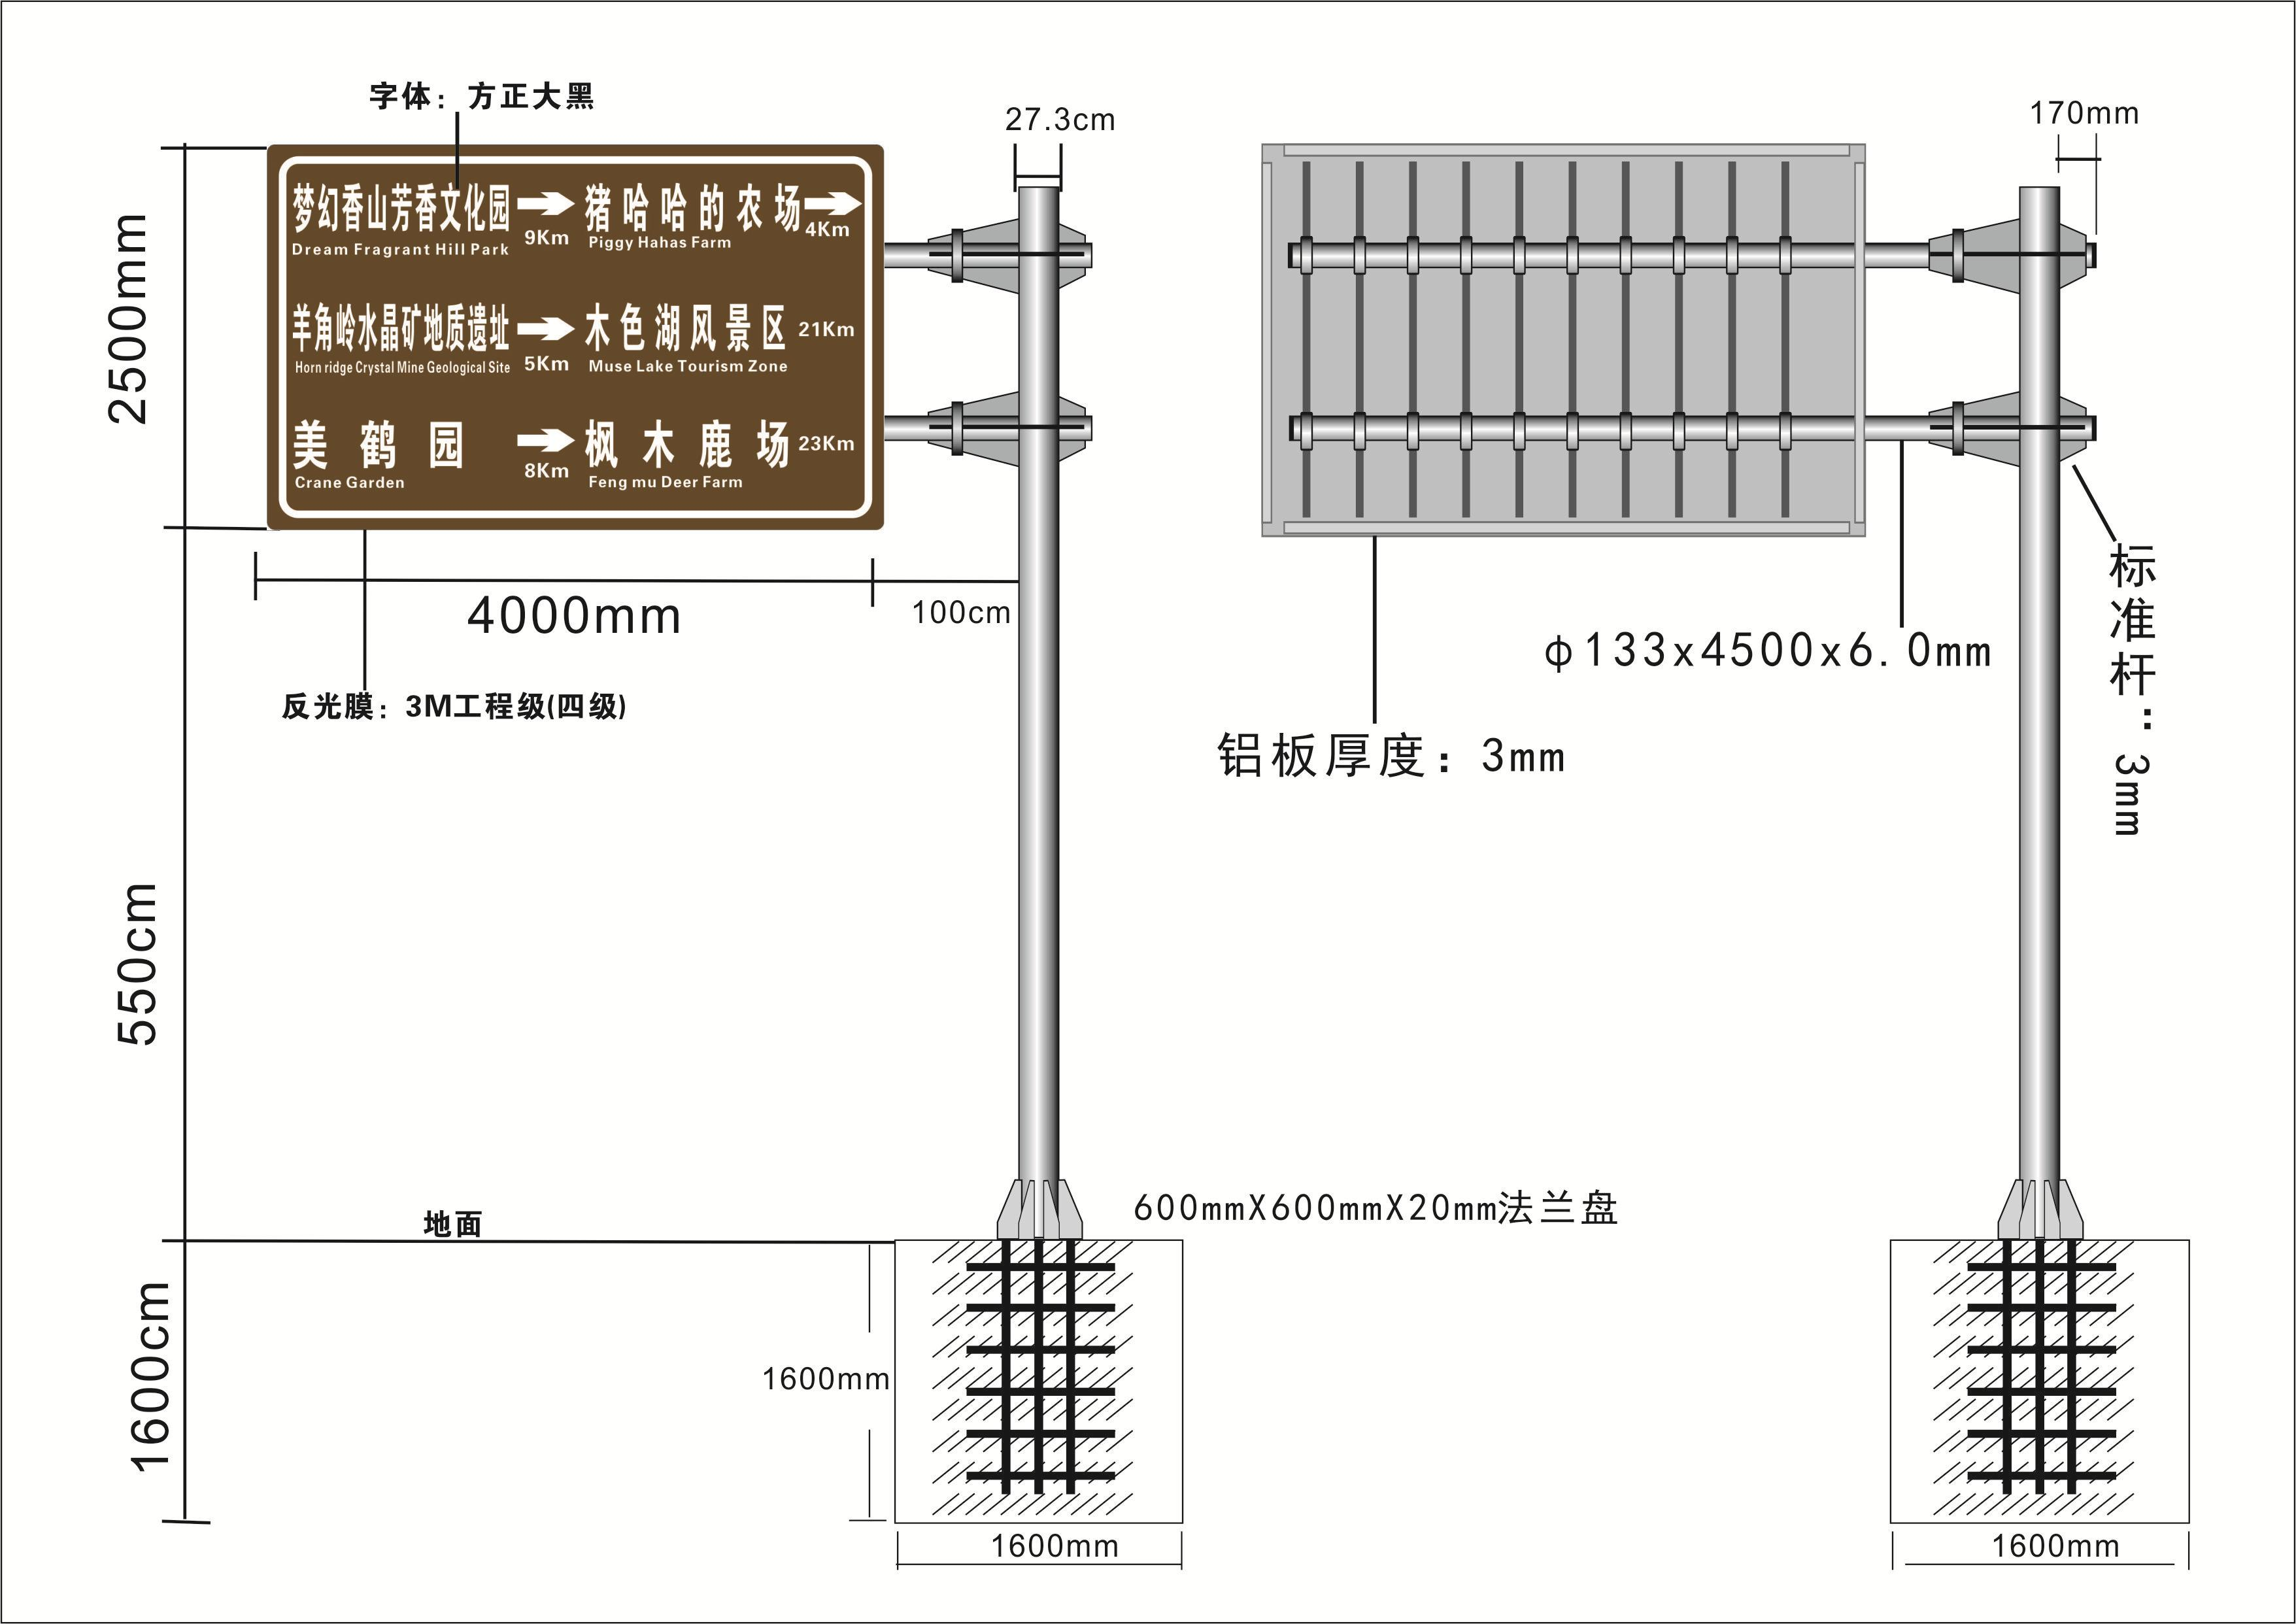 字体：方正大黑
27.3cm
170mm
梦幻香山芳香文化园
Dream Fragrant Hill Park
9Km
猪哈哈的农场
Piggy Hahas Farm
4Km
羊角岭水晶矿地质遗址
Horn ridge Crystal Mine Geological Site
5Km
木色湖风景区
Muse Lake Tourism Zone
21Km
美鹤园
Crane Garden
8Km
枫木鹿场
Feng mu Deer Farm
23Km
2500mm
4000mm
100cm
反光膜：3M工程级(四级)
φ133x4500x6.0mm
标准杆：3mm
铝板厚度：3mm
550cm
地面
600mmX600mmX20mm法兰盘
1600cm
1600mm
1600mm
1600mm